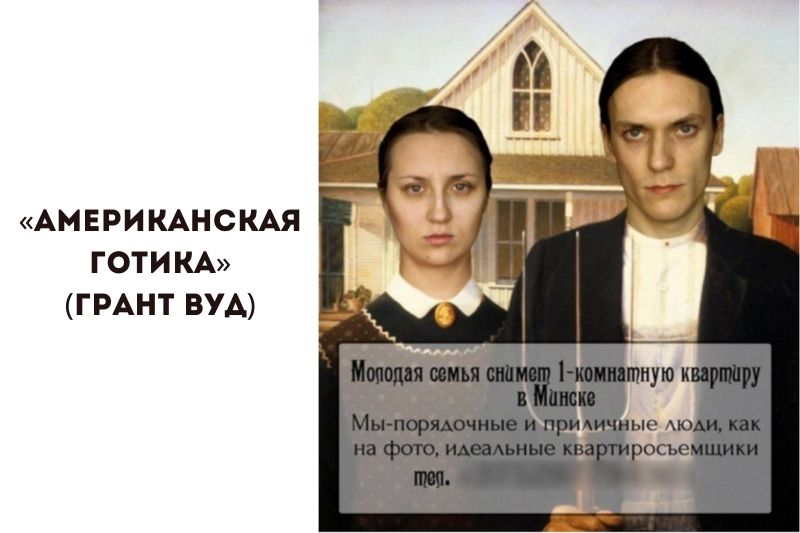 «АМЕРИКАНСКАЯ
ГОТИКА»
(ГРАНТ ВУД)
Молодая семья снимет 1-комнатную квартиру
в Минске
Мы-порядочные и приличные люди, как
на фото, идеальные квартиросъемщики
тел.